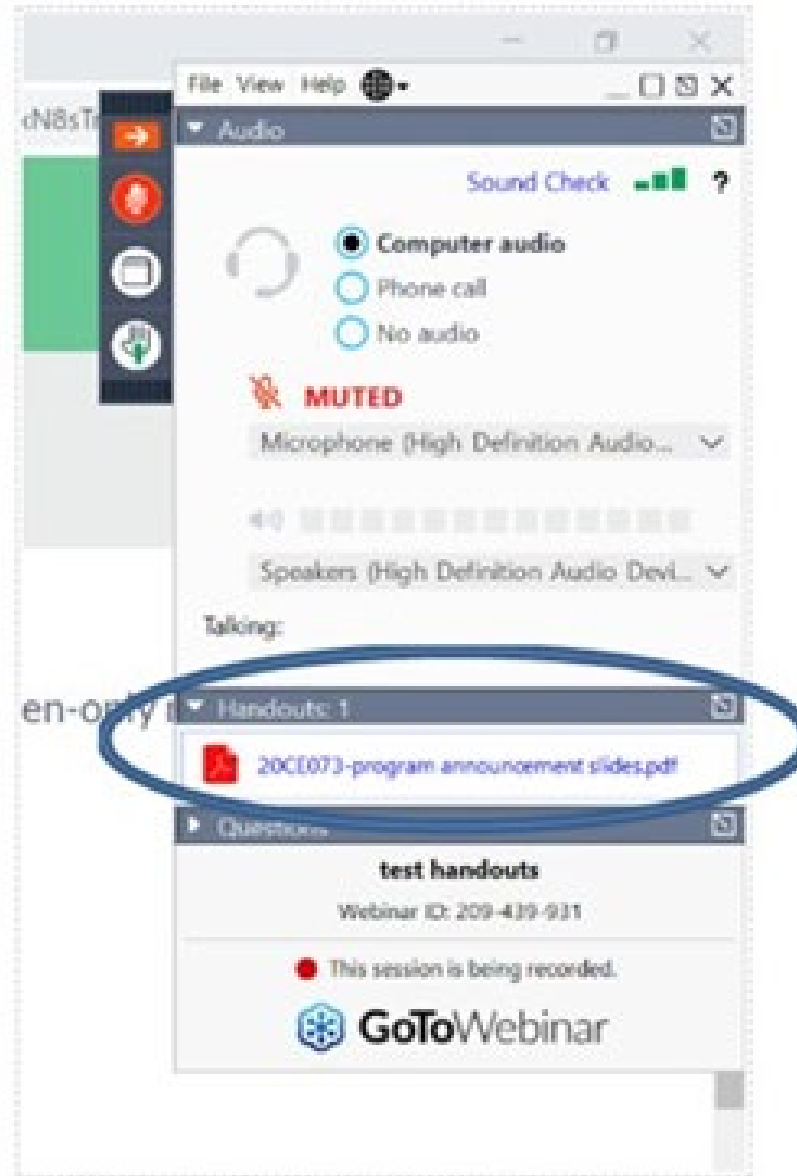 File View Help
Audio
Sound Check ?
Computer audio
Phone call
No audio
MUTED
Microphone (High Definition Audio...
Speakers (High Definition Audio Devi...
Talking:
en-only
Handouts: 1
20CE073-program announcement slides.pdf
Questions
test handouts
Webinar ID: 209-439-931
This session is being recorded.
GoToWebinar